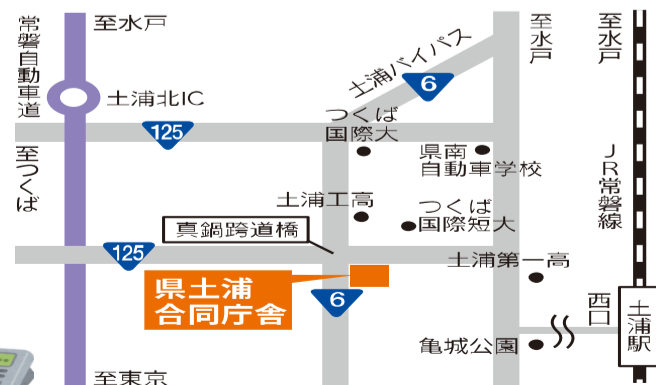 常磐自動車道
至水戸
土浦北IC
125
至つくば
土浦バイパス
6
至水戸
至水戸
つくば
国際大
県南
自動車学校
JR常磐線
土浦工高
つくば
国際短大
真鍋跨道橋
125
土浦第一高
県土浦
合同庁舎
6
西口
土浦駅
亀城公園
至東京